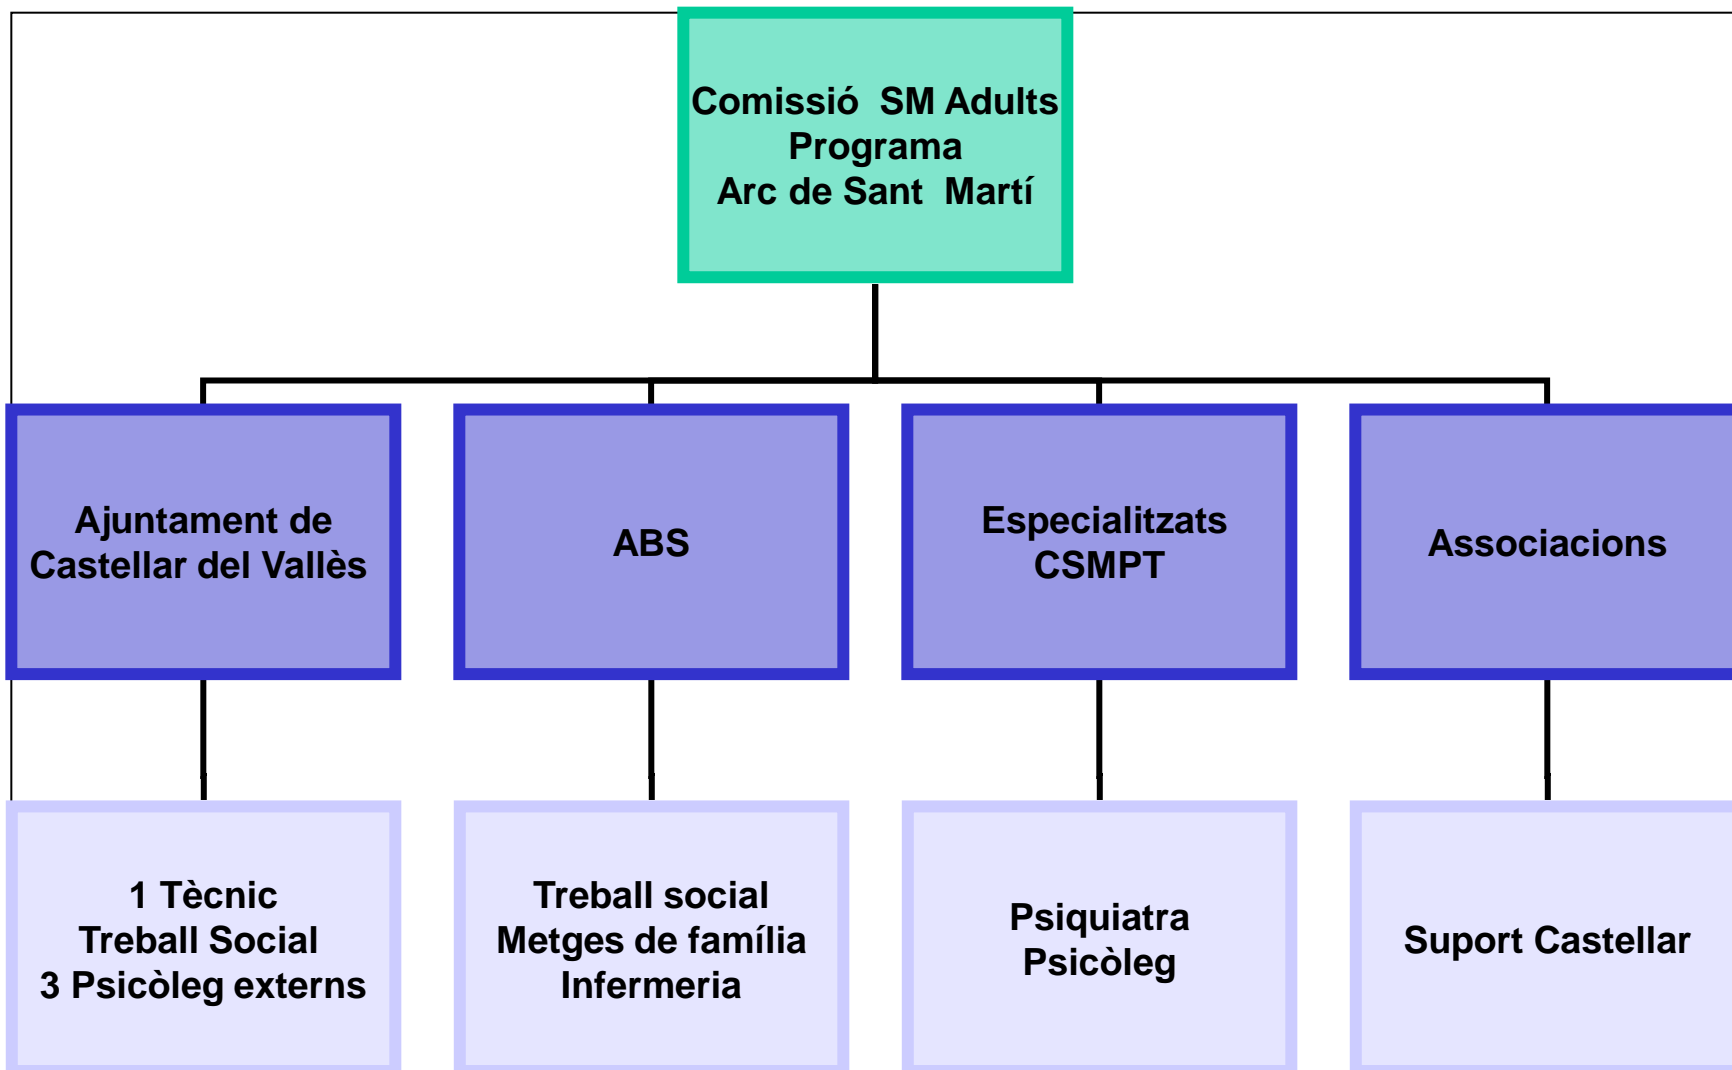 Comissió SM Adults
Programa
Arc de Sant Martí
Ajuntament de
Castellar del Vallès
ABS
Especialitzats
CSMPT
Associacions
1 Tècnic
Treball Social
3 Psicòleg externs
Treball social
Metges de família
Infermeria
Psiquiatra
Psicòleg
Suport Castellar